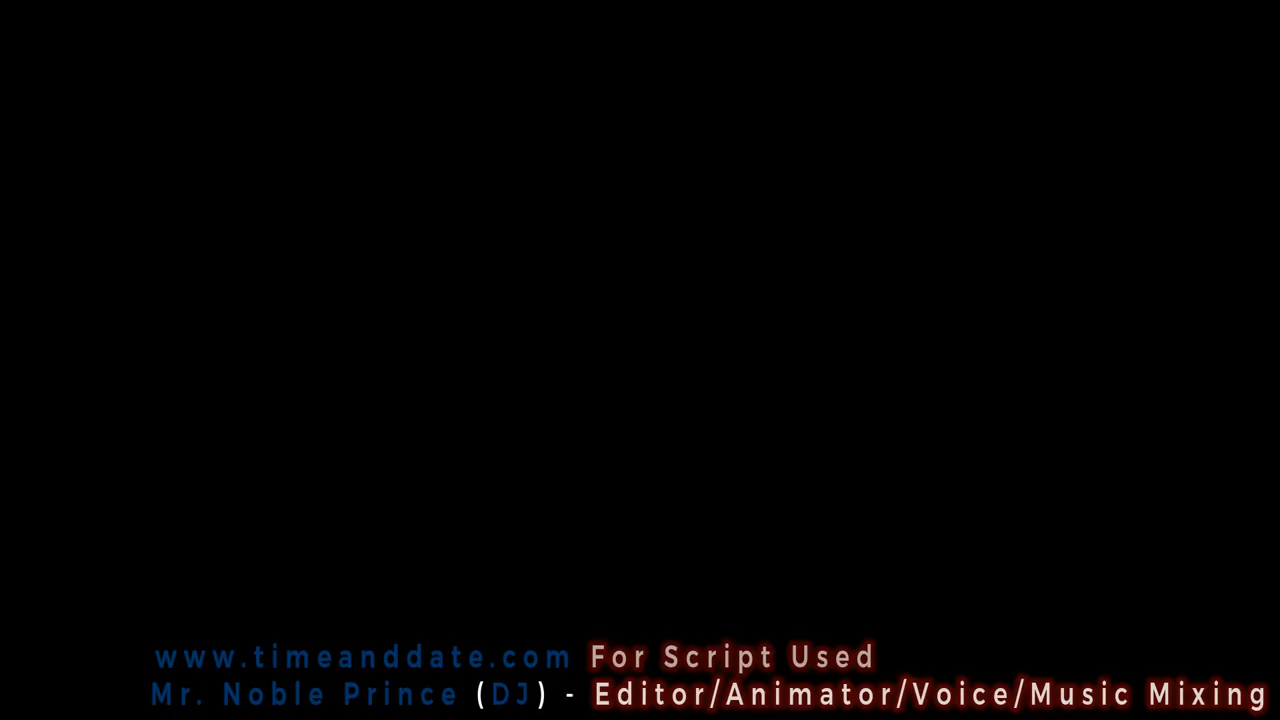 www.timeanddate.com For Script Used
Mr. Noble Prince (DJ) - Editor/Animator/Voice/Music Mixing